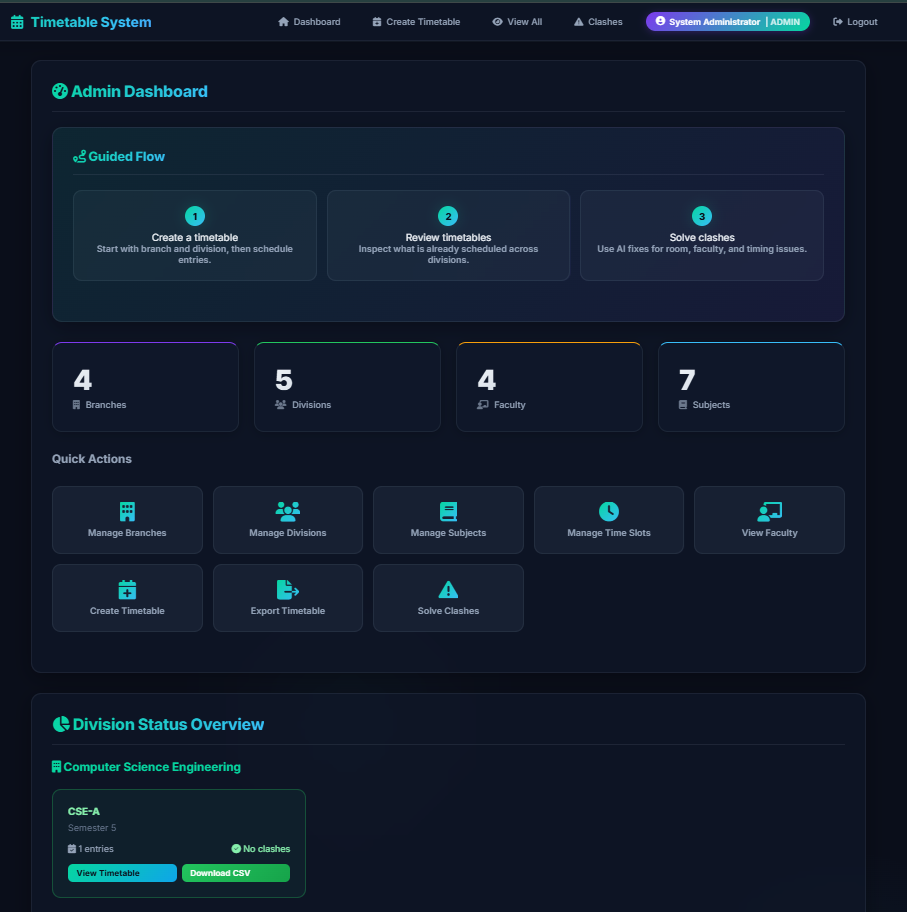 Timetable System
Dashboard
Create Timetable
View All
Clashes
System Administrator | ADMIN
Logout
Admin Dashboard
Guided Flow
1
Create a timetable
Start with branch and division, then schedule
entries.
2
Review timetables
Inspect what is already scheduled across
divisions.
3
Solve clashes
Use AI fixes for room, faculty, and timing issues.
4
Branches
5
Divisions
4
Faculty
7
Subjects
Quick Actions
Manage Branches
Manage Divisions
Manage Subjects
Manage Time Slots
View Faculty
Create Timetable
Export Timetable
Solve Clashes
Division Status Overview
Computer Science Engineering
CSE-A
Semester 5
1 entries
No clashes
View Timetable
Download CSV